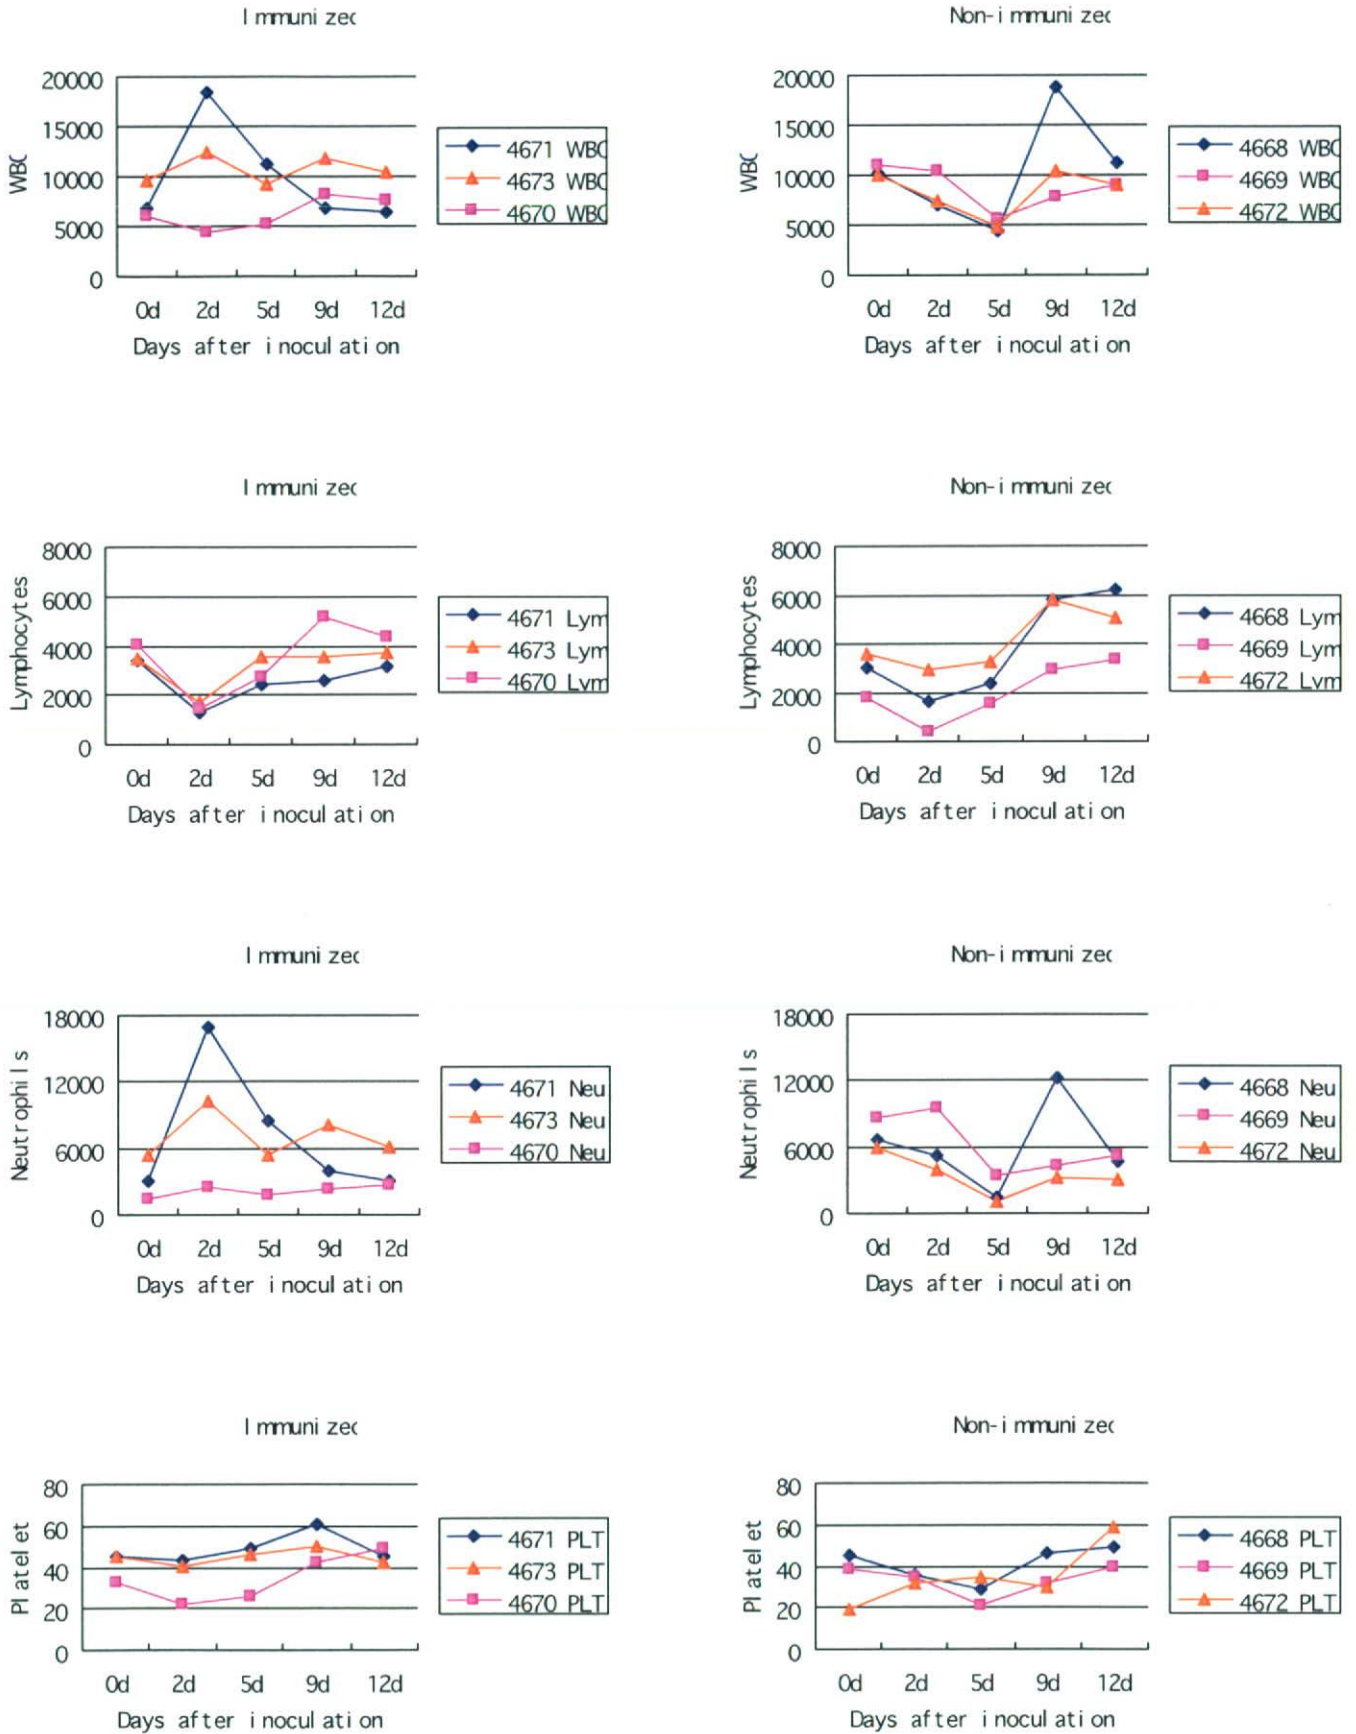 Immunized
Non-immunized
WBC
20000
15000
10000
5000
0
0d 2d 5d 9d 12d
Days after inoculation
4671 WBC
4673 WBC
4670 WBC
WBC
20000
15000
10000
5000
0
0d 2d 5d 9d 12d
Days after inoculation
4668 WBC
4669 WBC
4672 WBC
Immunized
Non-immunized
Lymphocytes
8000
6000
4000
2000
0
0d 2d 5d 9d 12d
Days after inoculation
4671 Lym
4673 Lym
4670 Lym
Lymphocytes
8000
6000
4000
2000
0
0d 2d 5d 9d 12d
Days after inoculation
4668 Lym
4669 Lym
4672 Lym
Immunized
Non-immunized
Neutrophils
18000
12000
6000
0
0d 2d 5d 9d 12d
Days after inoculation
4671 Neu
4673 Neu
4670 Neu
Neutrophils
18000
12000
6000
0
0d 2d 5d 9d 12d
Days after inoculation
4668 Neu
4669 Neu
4672 Neu
Immunized
Non-immunized
Platelet
80
60
40
20
0
0d 2d 5d 9d 12d
Days after inoculation
4671 PLT
4673 PLT
4670 PLT
Platelet
80
60
40
20
0
0d 2d 5d 9d 12d
Days after inoculation
4668 PLT
4669 PLT
4672 PLT